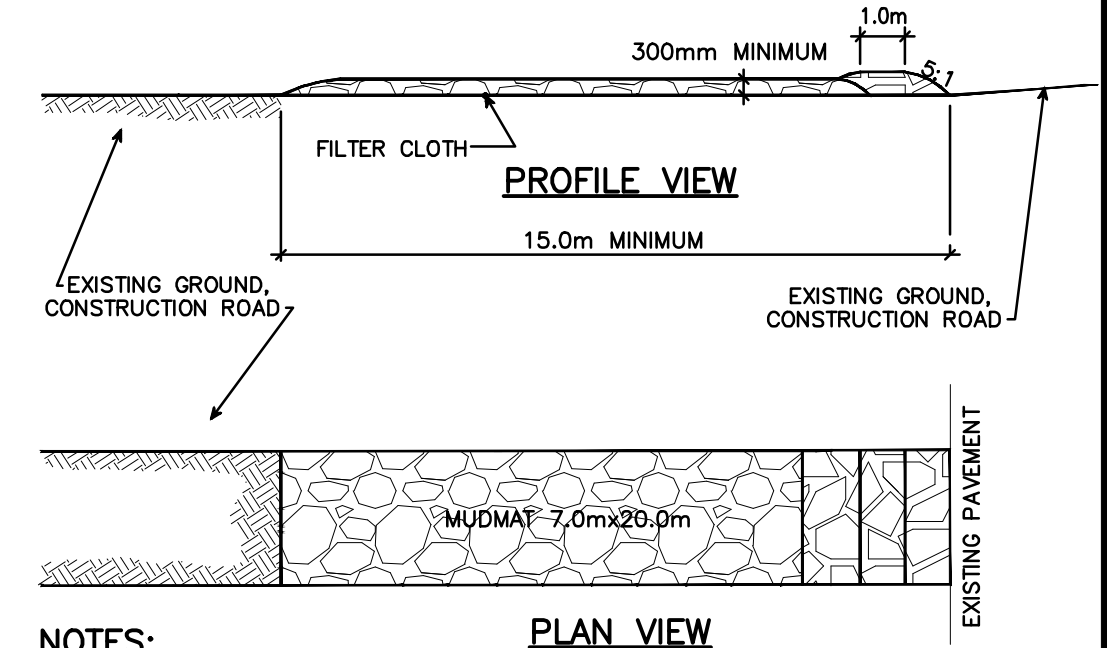 1.0m
300mm MINIMUM
5:1
FILTER CLOTH
PROFILE VIEW
15.0m MINIMUM
EXISTING GROUND,
CONSTRUCTION ROAD
EXISTING GROUND,
CONSTRUCTION ROAD
MUDMAT 7.0mx20.0m
EXISTING PAVEMENT
PLAN VIEW
NOTES: